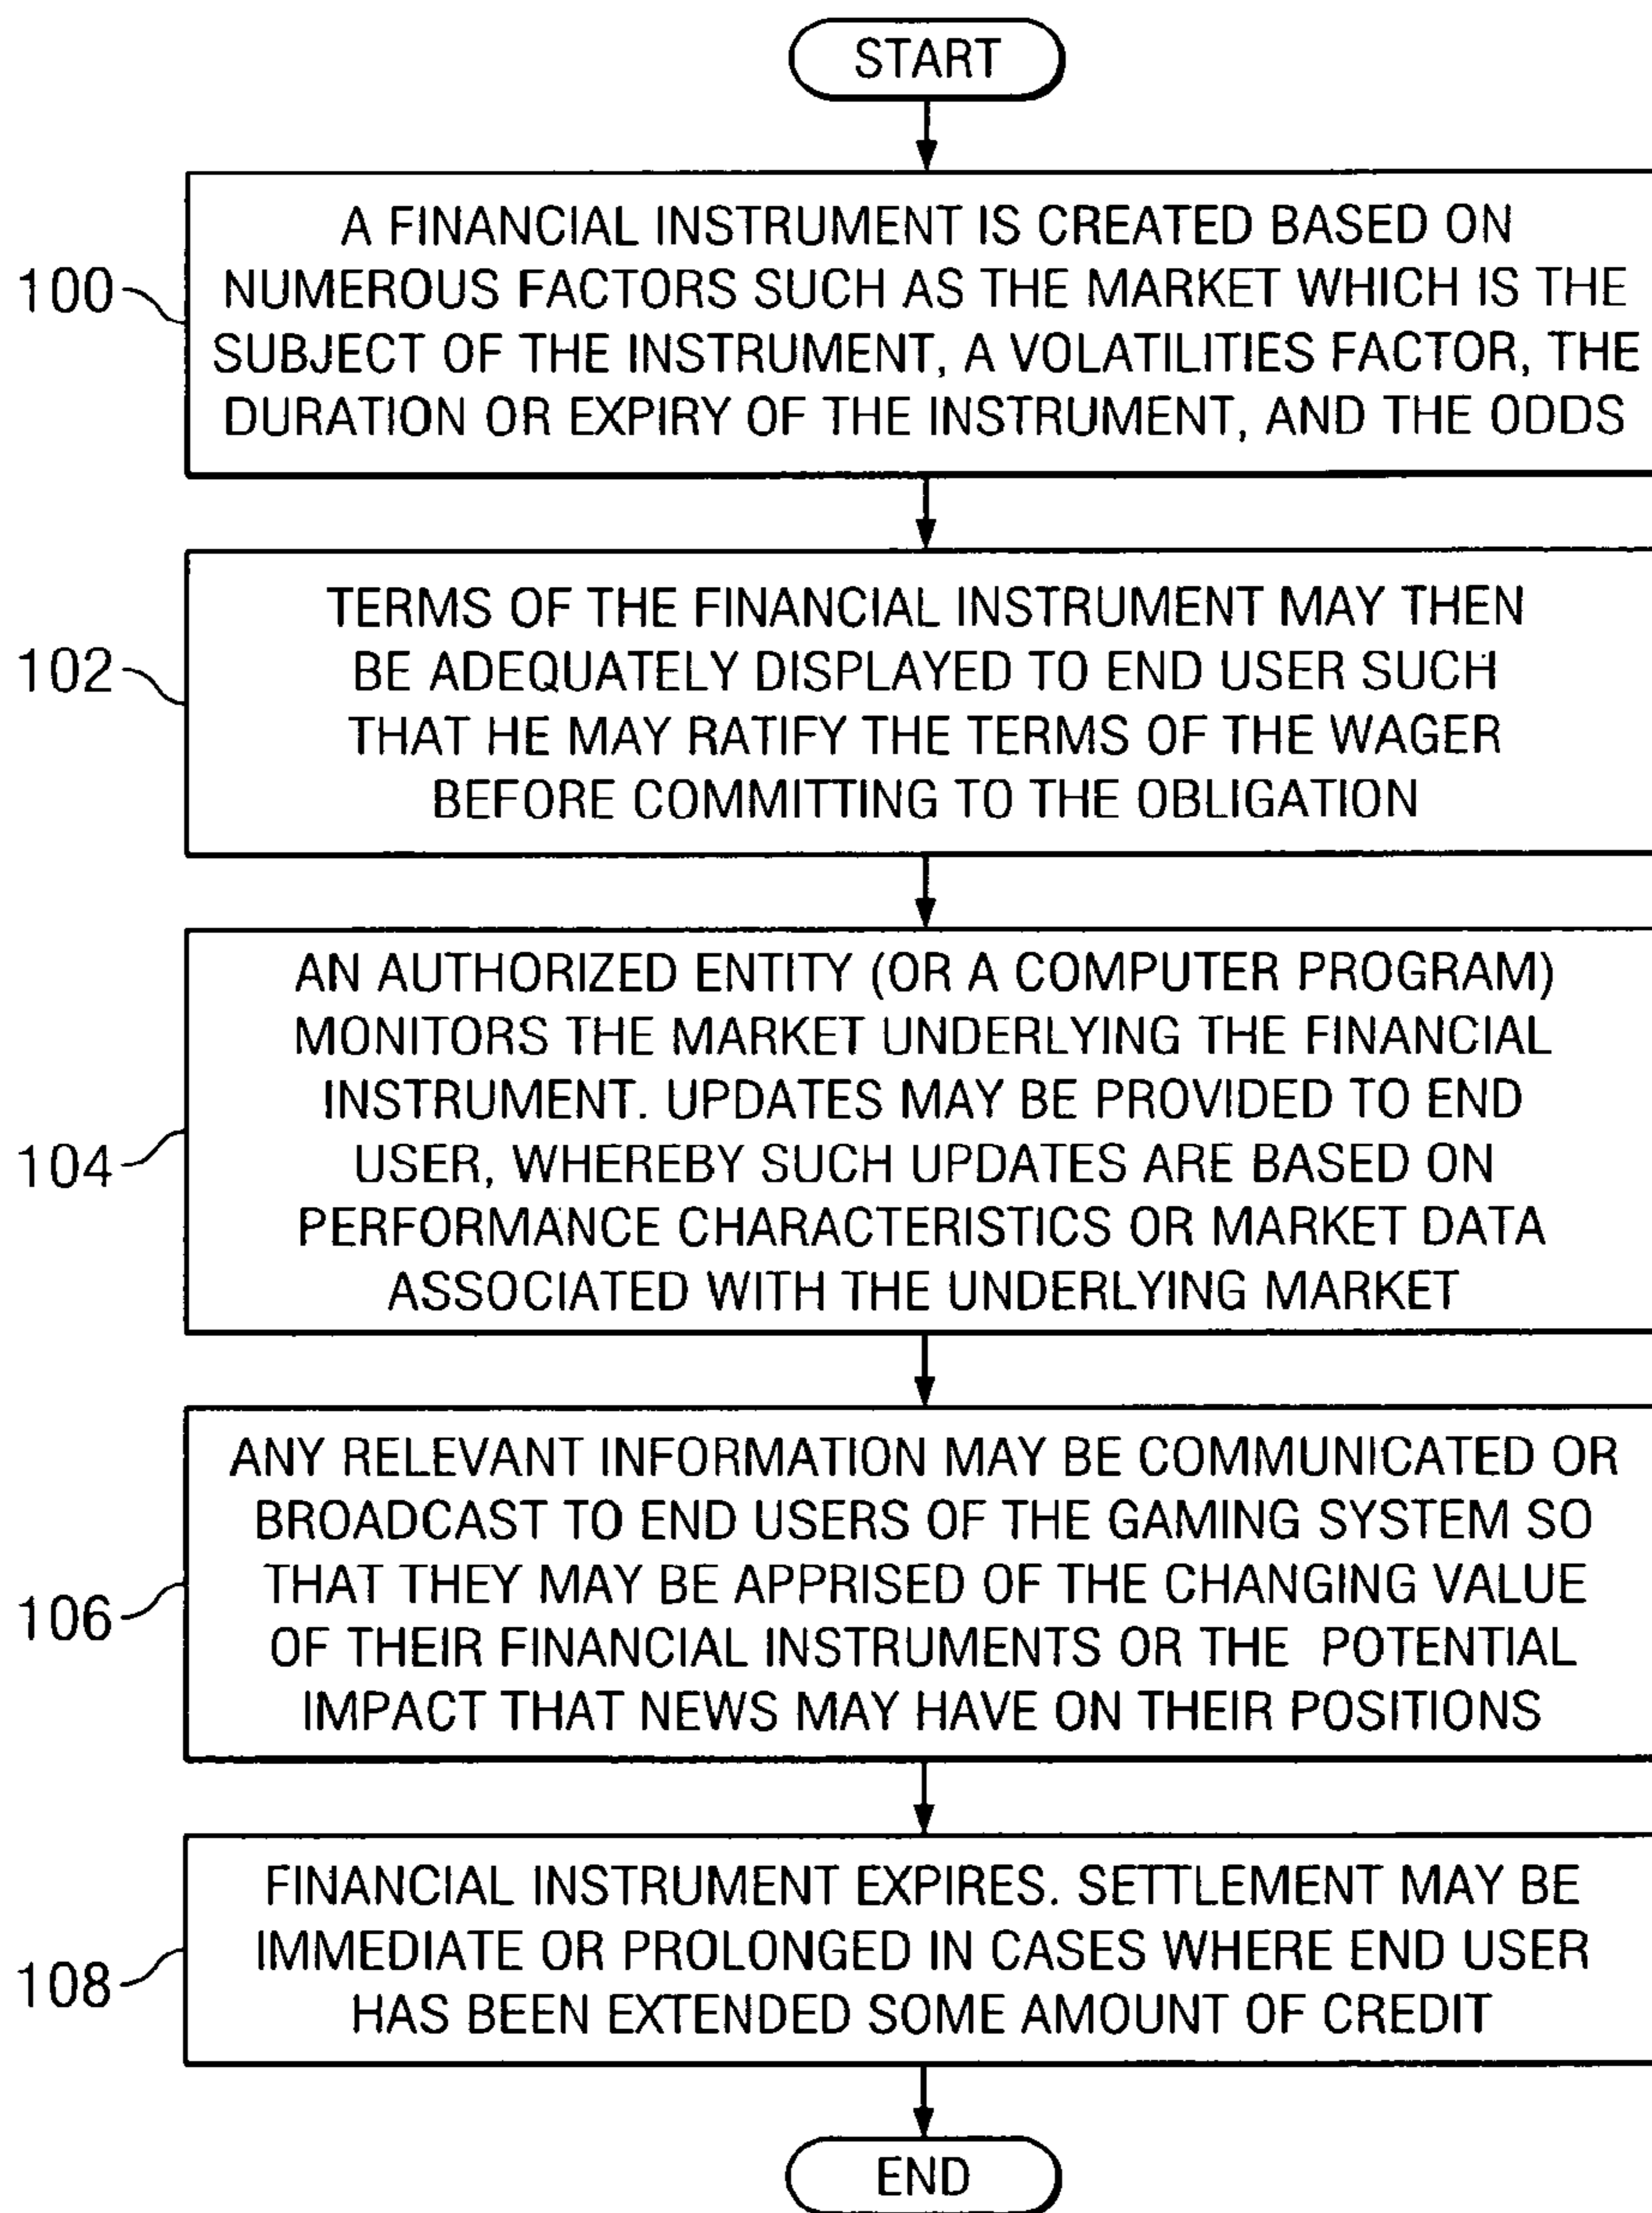 START
A FINANCIAL INSTRUMENT IS CREATED BASED ON
NUMEROUS FACTORS SUCH AS THE MARKET WHICH IS THE
100
SUBJECT OF THE INSTRUMENT, A VOLATILITIES FACTOR, THE
DURATION OR EXPIRY OF THE INSTRUMENT, AND THE ODDS
TERMS OF THE FINANCIAL INSTRUMENT MAY THEN
102
BE ADEQUATELY DISPLAYED TO END USER SUCH
THAT HE MAY RATIFY THE TERMS OF THE WAGER
BEFORE COMMITTING TO THE OBLIGATION
AN AUTHORIZED ENTITY (OR A COMPUTER PROGRAM)
MONITORS THE MARKET UNDERLYING THE FINANCIAL
INSTRUMENT. UPDATES MAY BE PROVIDED TO END
104
USER, WHEREBY SUCH UPDATES ARE BASED ON
PERFORMANCE CHARACTERISTICS OR MARKET DATA
ASSOCIATED WITH THE UNDERLYING MARKET
ANY RELEVANT INFORMATION MAY BE COMMUNICATED OR
BROADCAST TO END USERS OF THE GAMING SYSTEM SO
THAT THEY MAY BE APPRISED OF THE CHANGING VALUE
106
OF THEIR FINANCIAL INSTRUMENTS OR THE POTENTIAL
IMPACT THAT NEWS MAY HAVE ON THEIR POSITIONS
FINANCIAL INSTRUMENT EXPIRES. SETTLEMENT MAY BE
IMMEDIATE OR PROLONGED IN CASES WHERE END USER
108
HAS BEEN EXTENDED SOME AMOUNT OF CREDIT
END